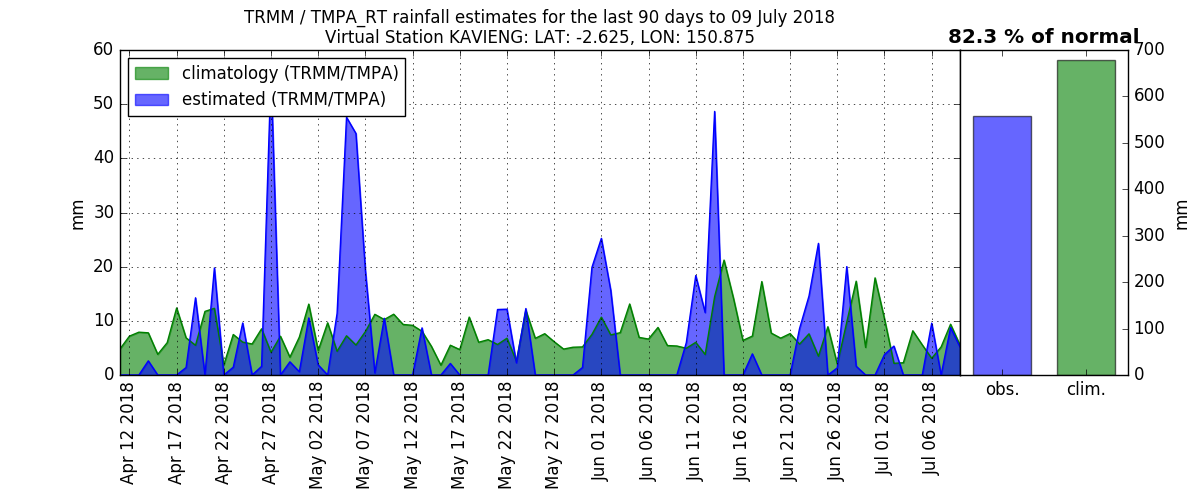 TRMM / TMPA_RT rainfall estimates for the last 90 days to 09 July 2018
Virtual Station KAVIENG: LAT: -2.625, LON: 150.875
82.3 % of normal
climatology (TRMM/TMPA)
estimated (TRMM/TMPA)
60
50
40
30
20
10
0
mm
Apr 12 2018
Apr 17 2018
Apr 22 2018
Apr 27 2018
May 02 2018
May 07 2018
May 12 2018
May 17 2018
May 22 2018
May 27 2018
Jun 01 2018
Jun 06 2018
Jun 11 2018
Jun 16 2018
Jun 21 2018
Jun 26 2018
Jul 01 2018
Jul 06 2018
obs.
clim.
700
600
500
400
300
200
100
0
mm